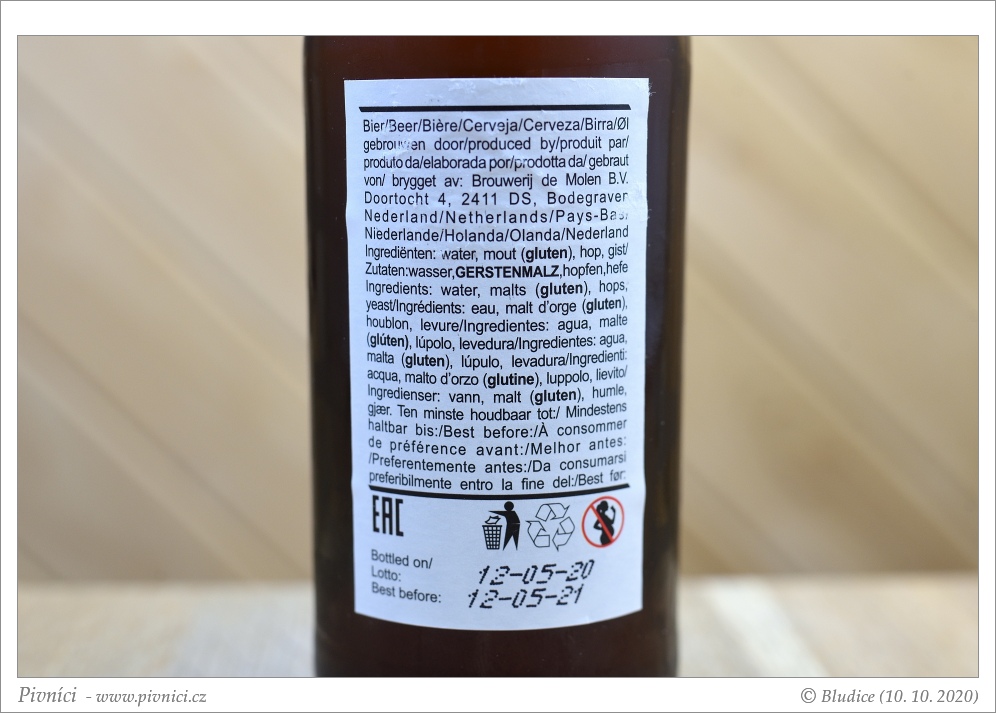 Bier/Beer/Bière/Cerveja/Cerveza/Birra/Øl
gebrouwen door/produced by/produit par/
produto da/elaborada por/prodotta da/ gebraut
von/ brygget av: Brouwerij de Molen B.V.
Doortocht 4, 2411 DS, Bodegraven
Nederland/Netherlands/Pays-Bas/
Niederlande/Holanda/Olanda/Nederland
Ingrediënten: water, mout (gluten), hop, gist/
Zutaten:wasser,GERSTENMALZ,hopfen,hefe
Ingredients: water, malts (gluten), hops,
yeast/Ingrédients: eau, malt d'orge (gluten),
houblon, levure/Ingredientes: agua, malte
(glúten), lúpolo, levedura/Ingredientes: agua,
malta (gluten), lúpulo, levadura/Ingredienti:
acqua, malto d'orzo (glutine), luppolo, lievito/
Ingredienser: vann, malt (gluten), humle,
gjær. Ten minste houdbaar tot:/ Mindestens
haltbar bis:/Best before:/À consommer
de préférence avant:/Melhor antes:
/Preferentemente antes:/Da consumarsi
preferibilmente entro la fine del:/Best før:
EAC
Bottled on/
Lotto: 12-05-20
Best before: 12-05-21
Pivníci - www.pivnici.cz
© Bludice (10. 10. 2020)